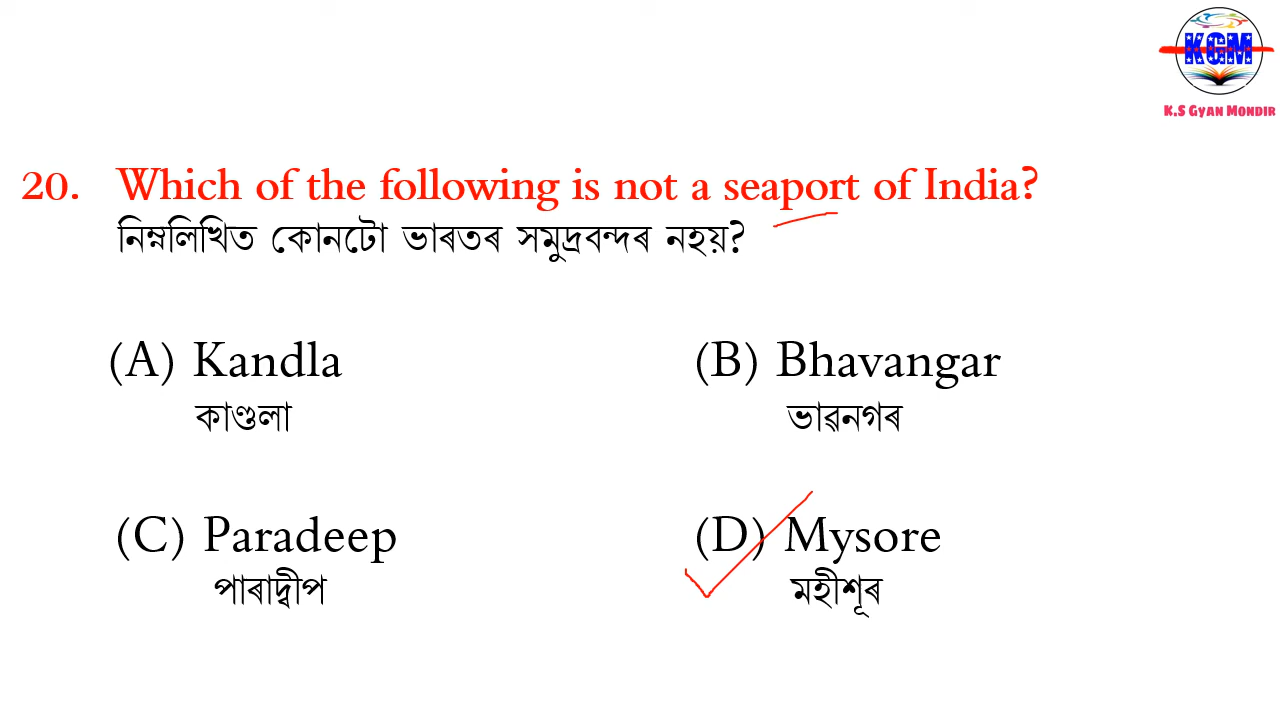 KGM
K.S Gyan Mondir
20. Which of the following is not a seaport of India?
নিম্নলিখিত কোনটো ভাৰতৰ সমুদ্ৰবন্দৰ নহয়?
(A) Kandla
কাণ্ডলা
(B) Bhavangar
ভাৱনগৰ
(C) Paradeep
পাৰাদ্বীপ
(D) Mysore
মহীশূৰ